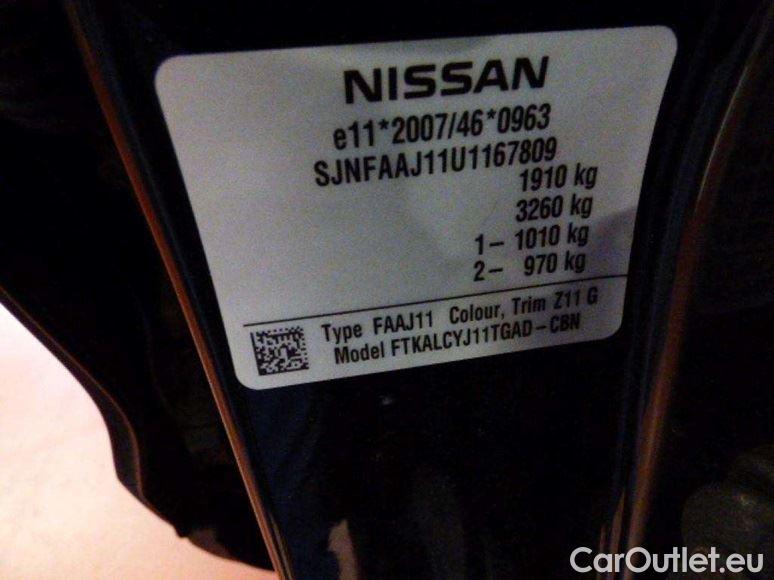 NISSAN
e11*2007/46*0963
SJNFAAJ11U1167809
1910 kg
3260 kg
1– 1010 kg
2– 970 kg
Type FAAJ11 Colour, Trim Z11 G
Model FTKALCYJ11TGAD–CBN
CarOutlet.eu